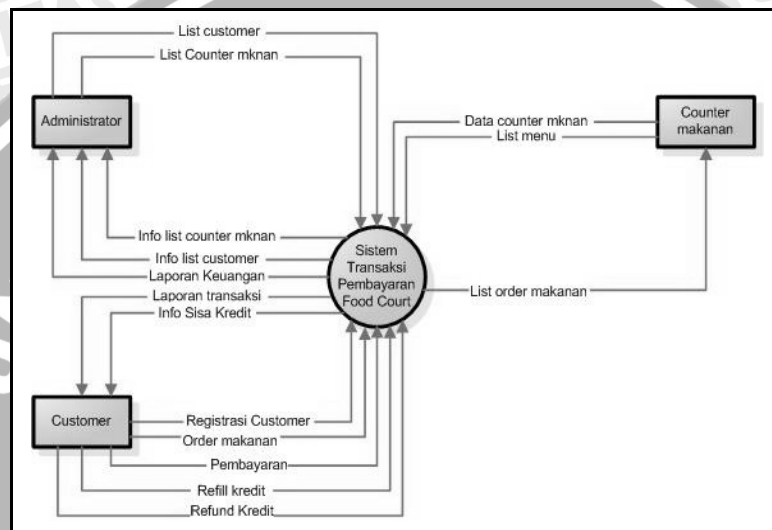 List customer
List Counter mknan
Administrator
Counter
makanan
Data counter mknan
List menu
Info list counter mknan
Info list customer
Laporan Keuangan
Laporan transaksi
Info Sisa Kredit
Sistem
Transaksi
Pembayaran
Food Court
List order makanan
Customer
Registrasi Customer
Order makanan
Pembayaran
Refill kredit
Refund Kredit